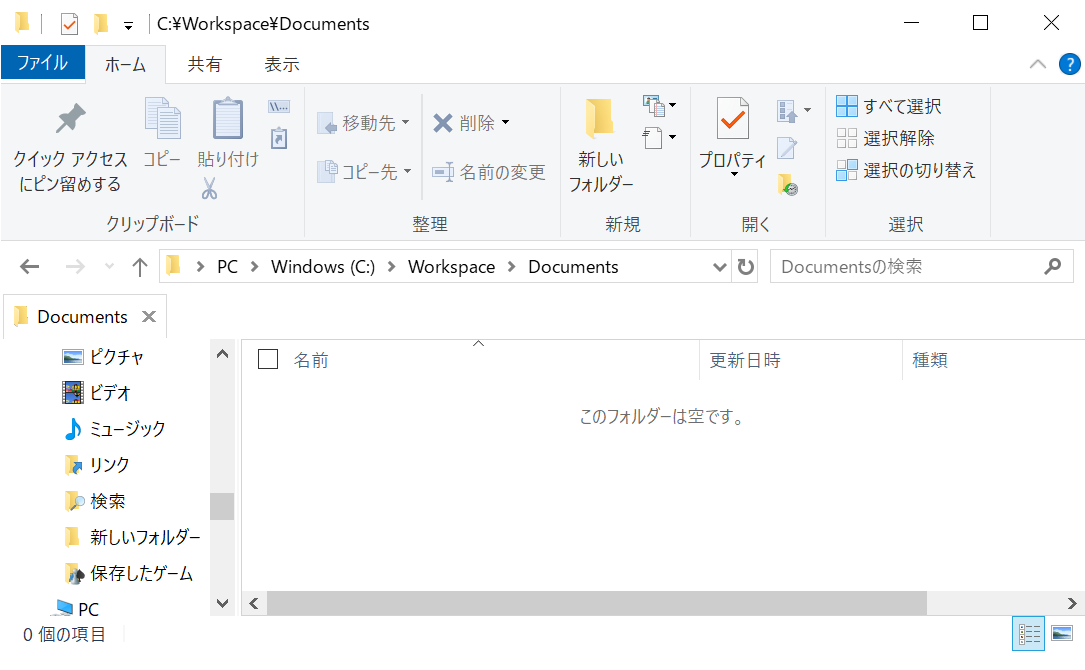 C:¥Workspace¥Documents
ファイル
ホーム
共有
表示
?
クイック アクセス
にピン留めする
コピー
貼り付け
クリップボード
移動先
コピー先
削除
名前の変更
整理
新しい
フォルダー
新規
プロパティ
開く
すべて選択
選択解除
選択の切り替え
選択
PC
Windows (C:)
Workspace
Documents
Documentsの検索
Documents
ピクチャ
ビデオ
ミュージック
リンク
検索
新しいフォルダー
保存したゲーム
PC
名前
更新日時
種類
このフォルダーは空です。
0 個の項目